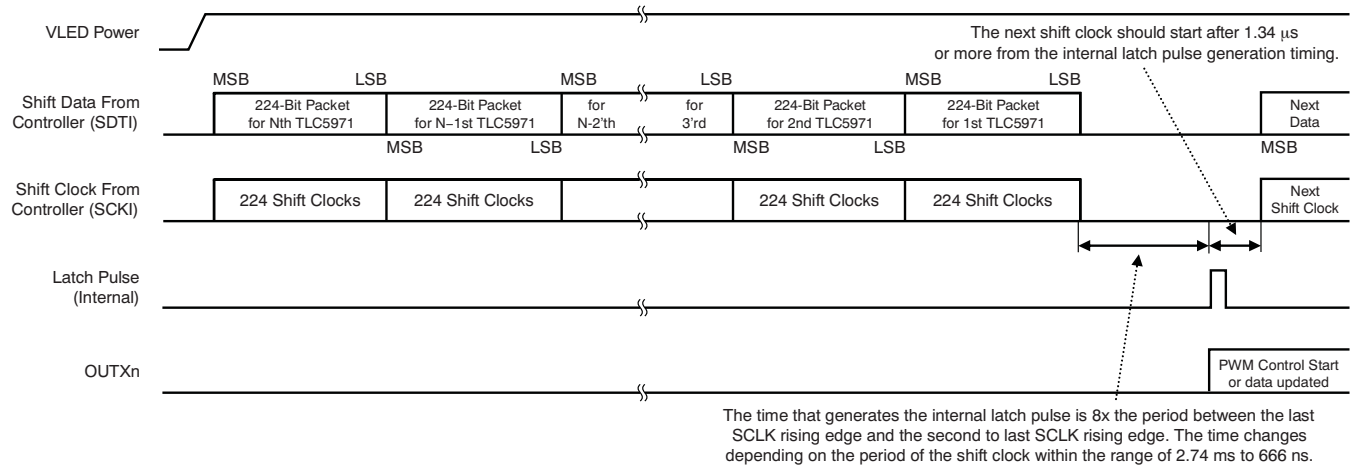 VLED Power
The next shift clock should start after 1.34 μs
or more from the internal latch pulse generation timing.
MSB LSB MSB LSB MSB LSB
Shift Data From
Controller (SDTI)
224-Bit Packet
for Nth TLC5971
224-Bit Packet
for N–1st TLC5971
for
N-2'th
for
3'rd
224-Bit Packet
for 2nd TLC5971
224-Bit Packet
for 1st TLC5971
Next
Data
MSB LSB MSB LSB MSB
Shift Clock From
Controller (SCKI)
224 Shift Clocks
224 Shift Clocks
224 Shift Clocks
224 Shift Clocks
Next
Shift Clock
Latch Pulse
(Internal)
OUTXn
PWM Control Start
or data updated
The time that generates the internal latch pulse is 8x the period between the last
SCLK rising edge and the second to last SCLK rising edge. The time changes
depending on the period of the shift clock within the range of 2.74 ms to 666 ns.